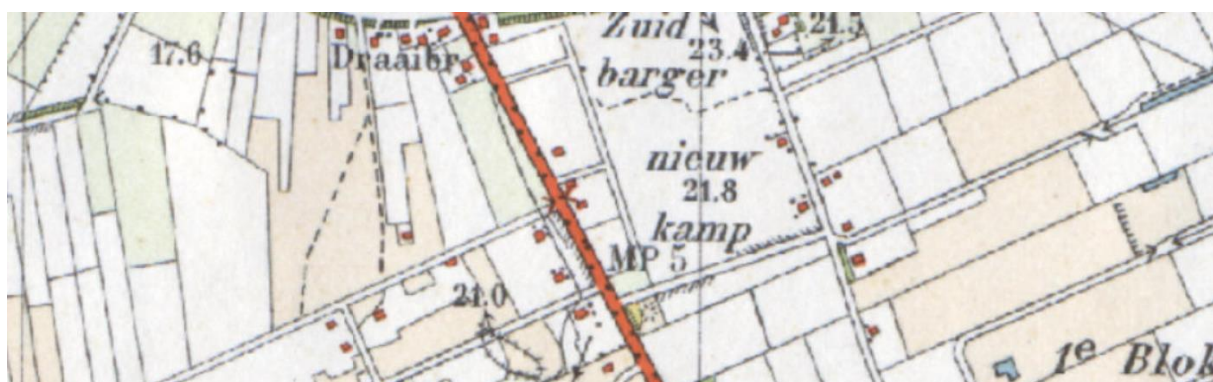 Zuid
21.5
17.6
23.4
Draaibr
barger
nieuw
21.8
kamp
MP 5
21.0
1e Blok